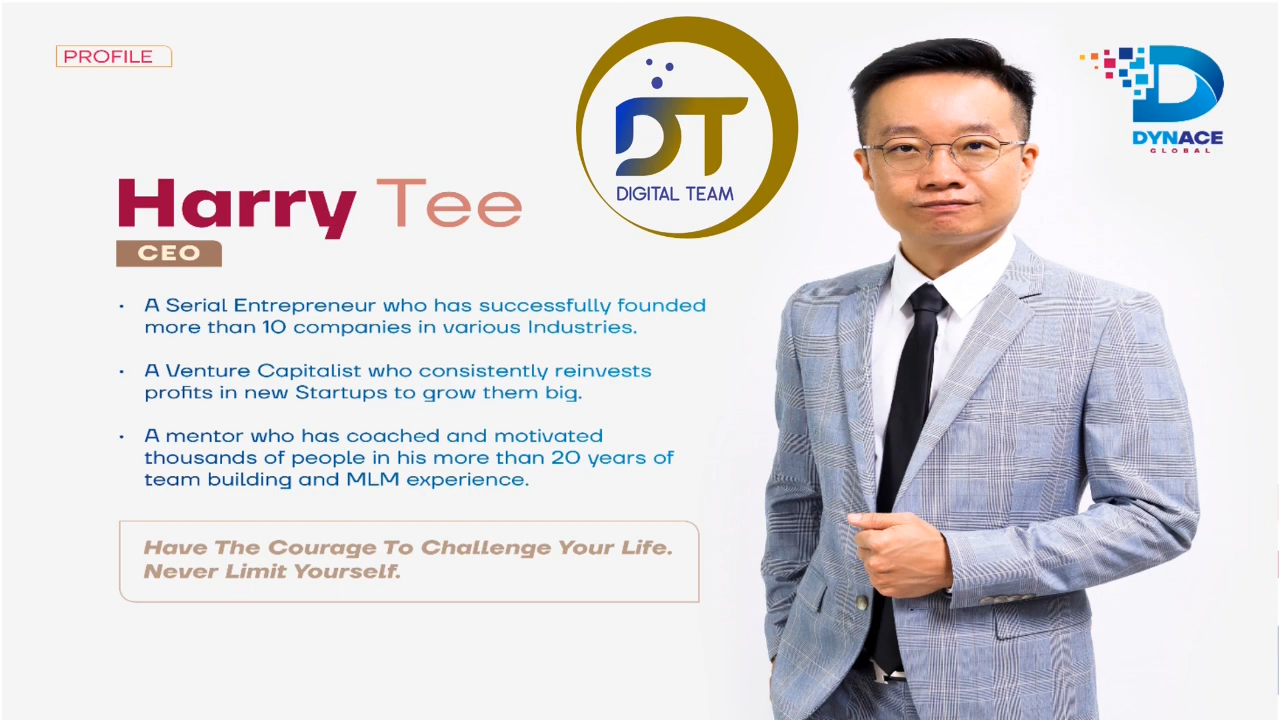 PROFILE
DT
DIGITAL TEAM
D
DYNACE
GLOBAL
Harry Tee
CEO
• A Serial Entrepreneur who has successfully founded
more than 10 companies in various Industries.
• A Venture Capitalist who consistently reinvests
profits in new Startups to grow them big.
• A mentor who has coached and motivated
thousands of people in his more than 20 years of
team building and MLM experience.
Have The Courage To Challenge Your Life.
Never Limit Yourself.